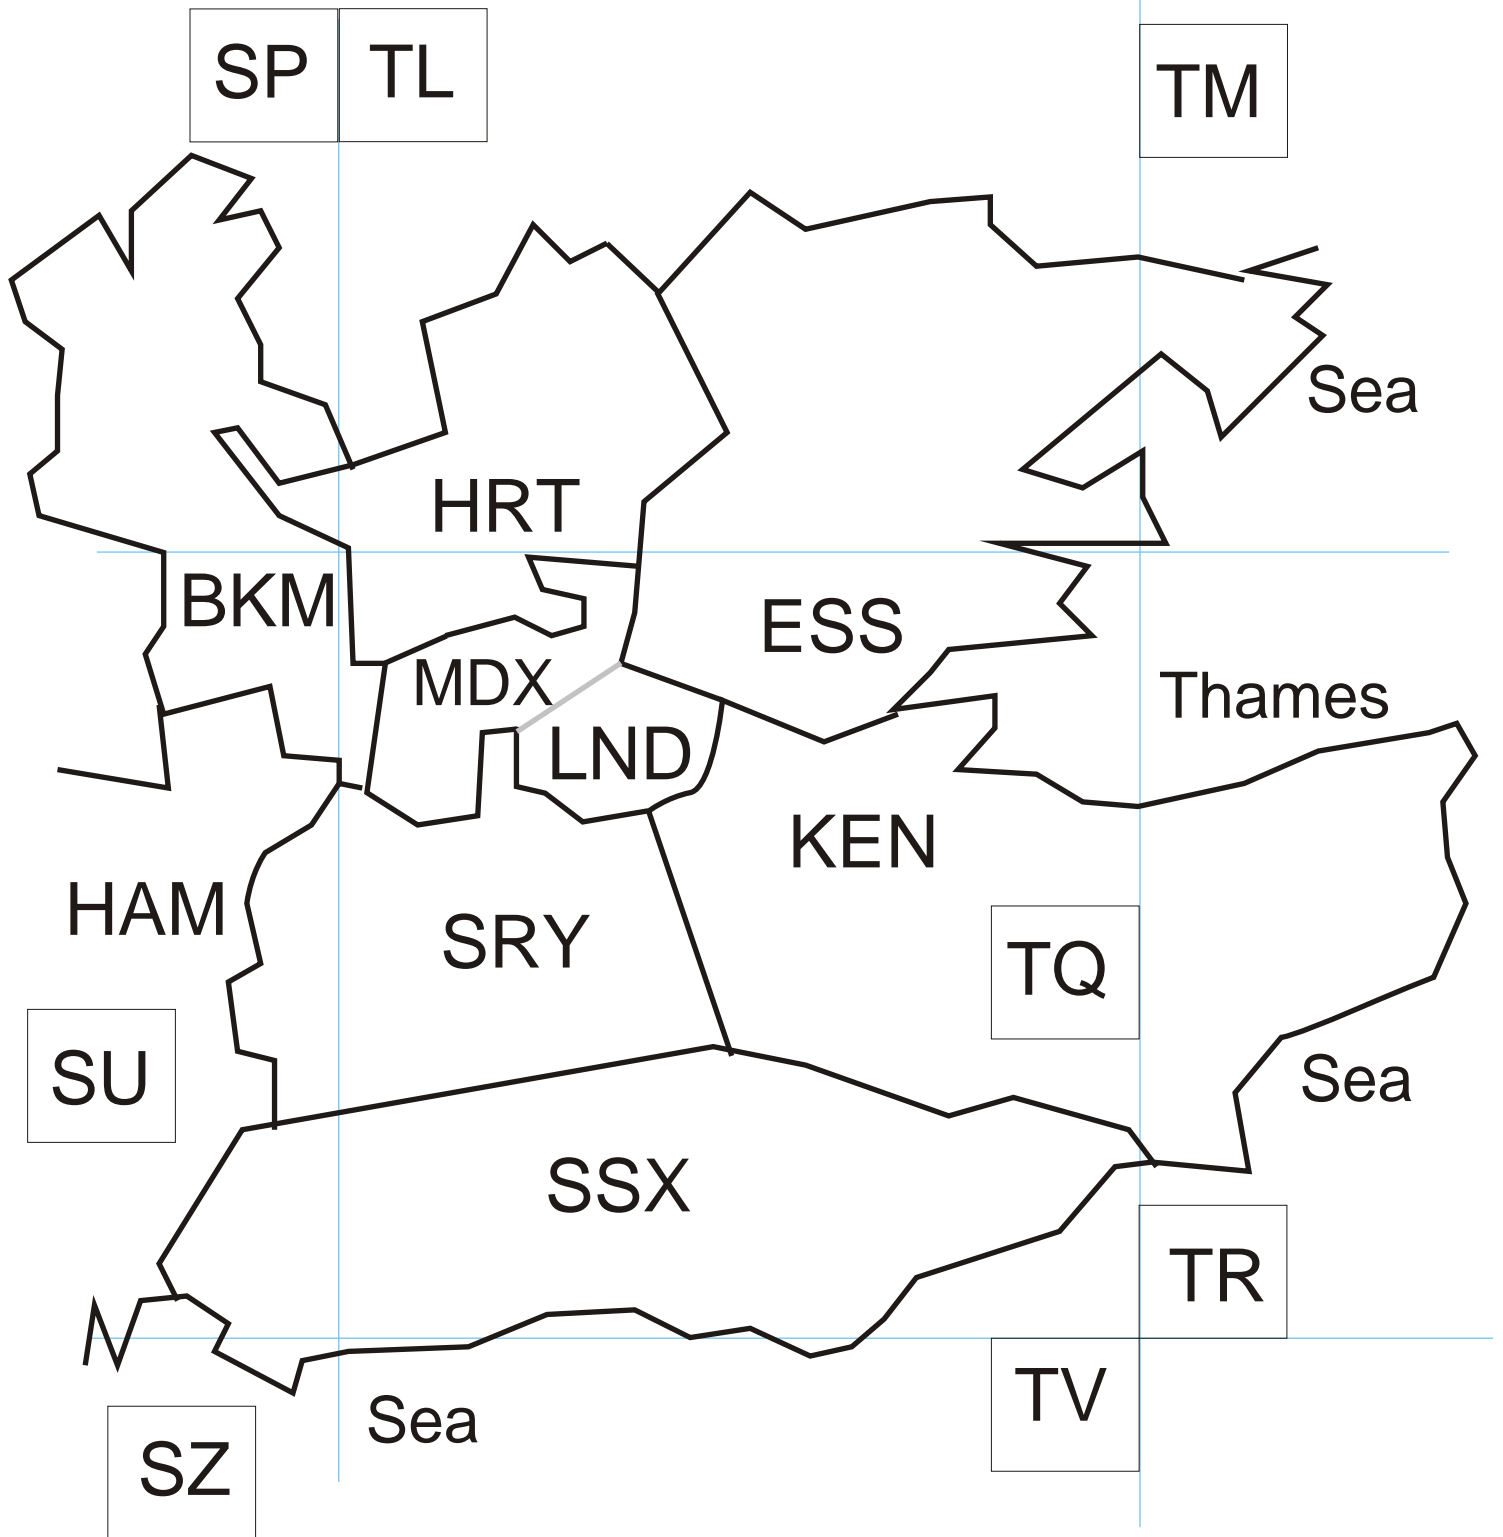 SP
TL
TM
Sea
HRT
BKM
ESS
MDX
Thames
LND
KEN
HAM
SRY
TQ
SU
Sea
SSX
TR
TV
Sea
SZ